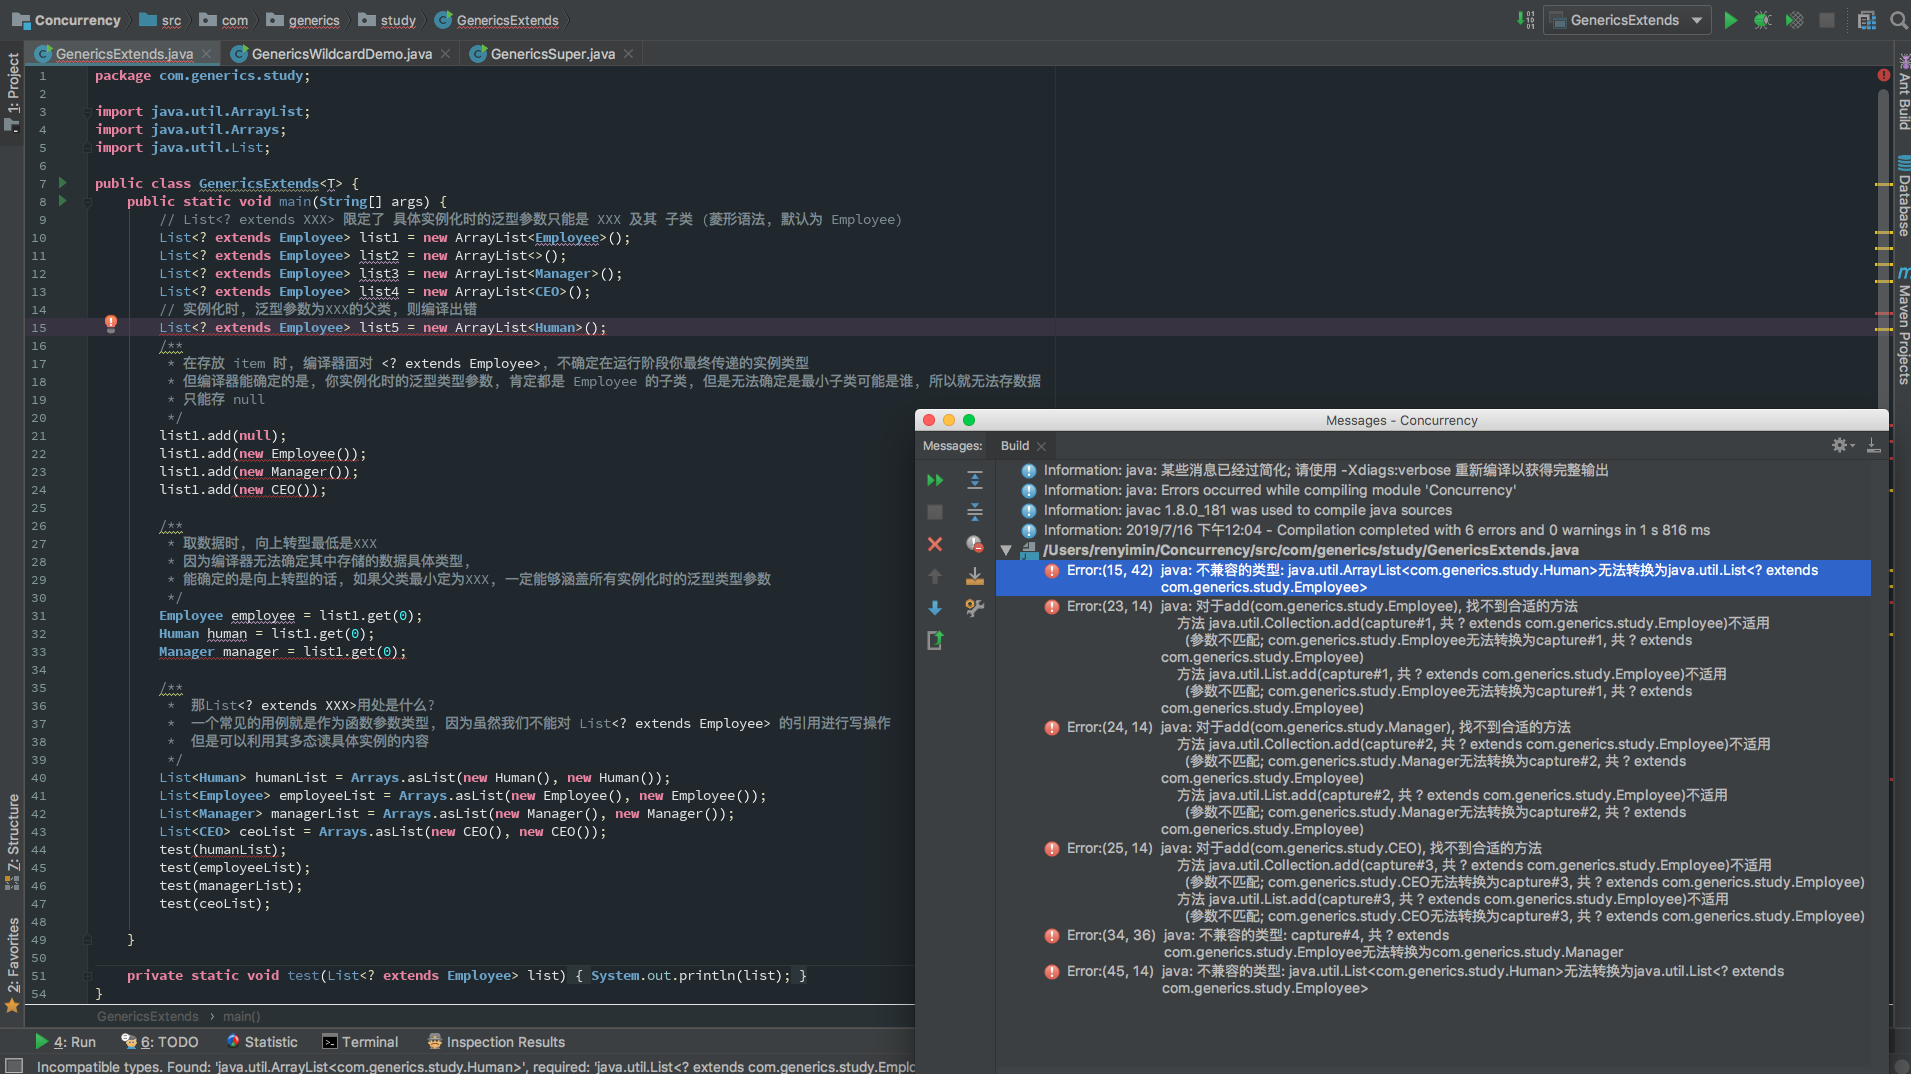 Concurrency src com generics study GenericsExtends
GenericsExtends
GenericsExtends.java GenericsWildcardDemo.java GenericsSuper.java
1: Project
Ant Build
Database
Maven Projects
Z: Structure
2: Favorites
1 package com.generics.study;
2
3 import java.util.ArrayList;
4 import java.util.Arrays;
5 import java.util.List;
6
7 public class GenericsExtends<T> {
8 public static void main(String[] args) {
9 // List<? extends XXX> 限定了 具体实例化时的泛型参数只能是 XXX 及其 子类 (菱形语法, 默认为 Employee)
10 List<? extends Employee> list1 = new ArrayList<Employee>();
11 List<? extends Employee> list2 = new ArrayList<>();
12 List<? extends Employee> list3 = new ArrayList<Manager>();
13 List<? extends Employee> list4 = new ArrayList<CEO>();
14 // 实例化时, 泛型参数为XXX的父类, 则编译出错
15 List<? extends Employee> list5 = new ArrayList<Human>();
16 /**
17 * 在存放 item 时, 编译器面对 <? extends Employee>, 不确定在运行阶段你最终传递的实例类型
18 * 但编译器能确定的是, 你实例化时的泛型类型参数, 肯定都是 Employee 的子类, 但是无法确定是最小子类可能是谁, 所以就无法存数据
19 * 只能存 null
20 */
21 list1.add(null);
22 list1.add(new Employee());
23 list1.add(new Manager());
24 list1.add(new CEO());
25
26 /**
27 * 取数据时, 向上转型最低是XXX
28 * 因为编译器无法确定其中存储的数据具体类型,
29 * 能确定的是向上转型的话, 如果父类最小定为XXX, 一定能够涵盖所有实例化时的泛型类型参数
30 */
31 Employee employee = list1.get(0);
32 Human human = list1.get(0);
33 Manager manager = list1.get(0);
34
35 /**
36 * 那List<? extends XXX>用处是什么?
37 * 一个常见的用例就是作为函数参数类型, 因为虽然我们不能对 List<? extends Employee> 的引用进行写操作
38 * 但是可以利用其多态读具体实例的内容
39 */
40 List<Human> humanList = Arrays.asList(new Human(), new Human());
41 List<Employee> employeeList = Arrays.asList(new Employee(), new Employee());
42 List<Manager> managerList = Arrays.asList(new Manager(), new Manager());
43 List<CEO> ceoList = Arrays.asList(new CEO(), new CEO());
44 test(humanList);
45 test(employeeList);
46 test(managerList);
47 test(ceoList);
48
49 }
50
51 private static void test(List<? extends Employee> list) { System.out.println(list); }
54 }
GenericsExtends › main()
Messages - Concurrency
Messages: Build
Information: java: 某些消息已经过简化; 请使用 -Xdiags:verbose 重新编译以获得完整输出
Information: java: Errors occurred while compiling module 'Concurrency'
Information: javac 1.8.0_181 was used to compile java sources
Information: 2019/7/16 下午12:04 - Compilation completed with 6 errors and 0 warnings in 1 s 816 ms
/Users/renyimin/Concurrency/src/com/generics/study/GenericsExtends.java
Error:(15, 42) java: 不兼容的类型: java.util.ArrayList<com.generics.study.Human>无法转换为java.util.List<? extends
com.generics.study.Employee>
Error:(23, 14) java: 对于add(com.generics.study.Employee), 找不到合适的方法
方法 java.util.Collection.add(capture#1, 共 ? extends com.generics.study.Employee)不适用
(参数不匹配; com.generics.study.Employee无法转换为capture#1, 共 ? extends
com.generics.study.Employee)
方法 java.util.List.add(capture#1, 共 ? extends com.generics.study.Employee)不适用
(参数不匹配; com.generics.study.Employee无法转换为capture#1, 共 ? extends
com.generics.study.Employee)
Error:(24, 14) java: 对于add(com.generics.study.Manager), 找不到合适的方法
方法 java.util.Collection.add(capture#2, 共 ? extends com.generics.study.Employee)不适用
(参数不匹配; com.generics.study.Manager无法转换为capture#2, 共 ? extends
com.generics.study.Employee)
方法 java.util.List.add(capture#2, 共 ? extends com.generics.study.Employee)不适用
(参数不匹配; com.generics.study.Manager无法转换为capture#2, 共 ? extends
com.generics.study.Employee)
Error:(25, 14) java: 对于add(com.generics.study.CEO), 找不到合适的方法
方法 java.util.Collection.add(capture#3, 共 ? extends com.generics.study.Employee)不适用
(参数不匹配; com.generics.study.CEO无法转换为capture#3, 共 ? extends com.generics.study.Employee)
方法 java.util.List.add(capture#3, 共 ? extends com.generics.study.Employee)不适用
(参数不匹配; com.generics.study.CEO无法转换为capture#3, 共 ? extends com.generics.study.Employee)
Error:(34, 36) java: 不兼容的类型: capture#4, 共 ? extends
com.generics.study.Employee无法转换为com.generics.study.Manager
Error:(45, 14) java: 不兼容的类型: java.util.List<com.generics.study.Human>无法转换为java.util.List<? extends
com.generics.study.Employee>
4: Run 6: TODO Statistic Terminal Inspection Results
Incompatible types. Found: 'java.util.ArrayList<com.generics.study.Human>', required: 'java.util.List<? extends com.generics.study.Emplo